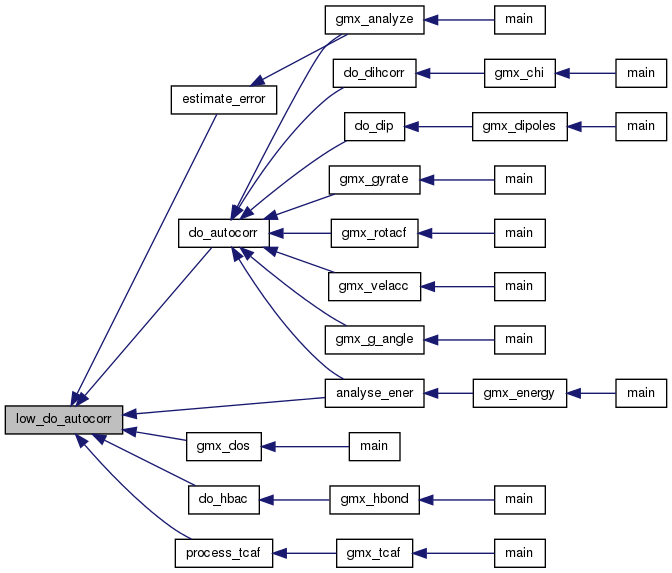 gmx_analyze
main
do_dihcorr
gmx_chi
main
estimate_error
do_dip
gmx_dipoles
main
gmx_gyrate
main
do_autocorr
gmx_rotacf
main
gmx_velacc
main
gmx_g_angle
main
analyse_ener
gmx_energy
main
low_do_autocorr
gmx_dos
main
do_hbac
gmx_hbond
main
process_tcaf
gmx_tcaf
main